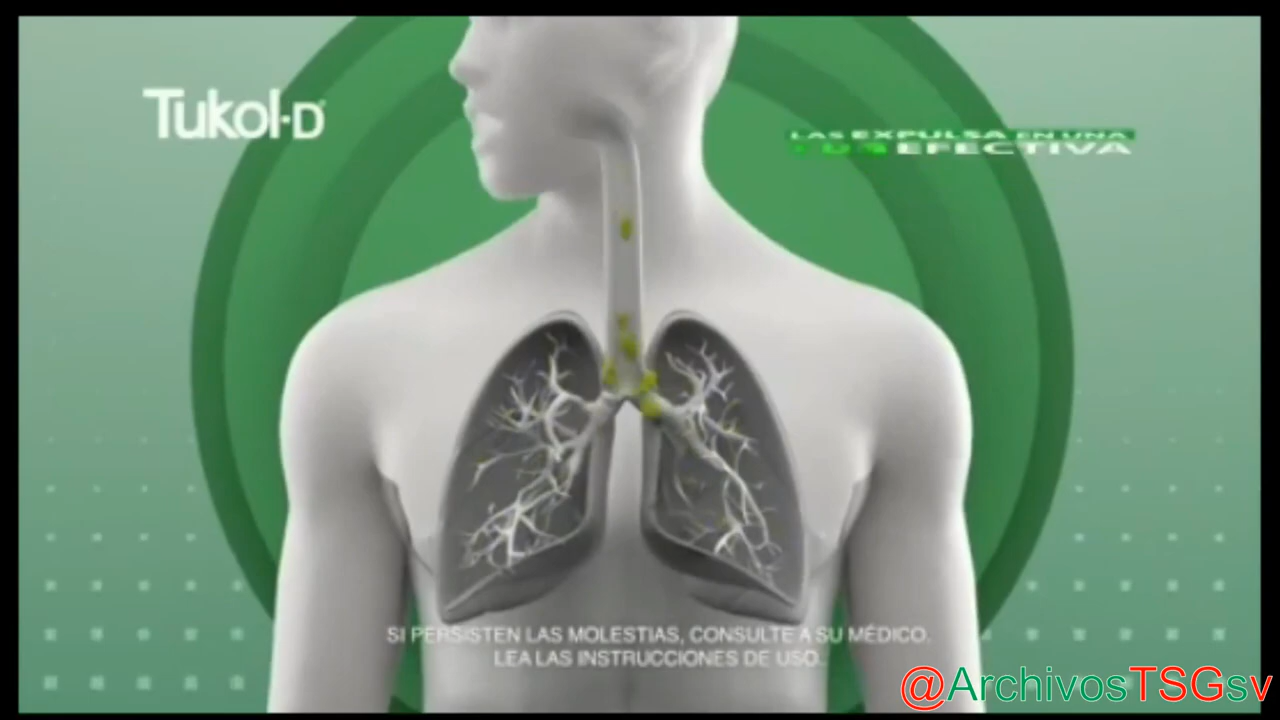 Tukol-D
LAS EXPULSA EN UNA
TOS EFECTIVA
SI PERSISTEN LAS MOLESTIAS, CONSULTE A SU MÉDICO.
LEA LAS INSTRUCCIONES DE USO.
@ArchivosTSGsv